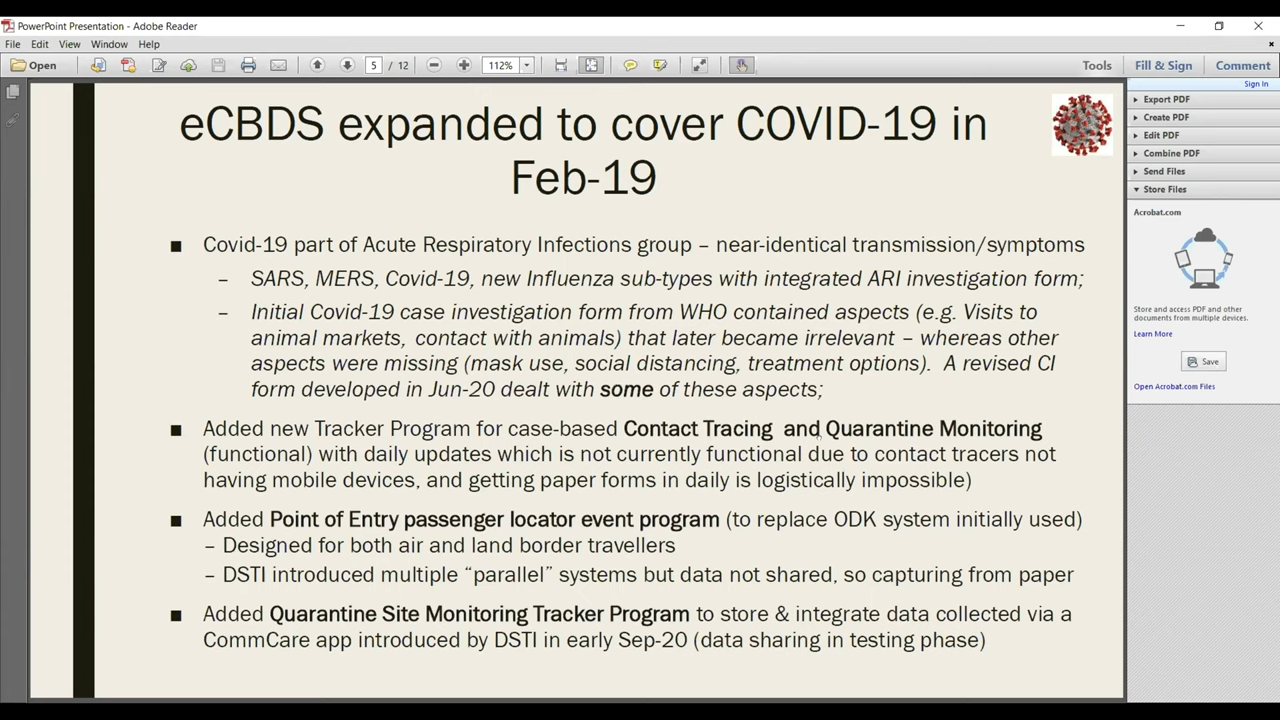 PowerPoint Presentation - Adobe Reader
File Edit View Window Help
Open 5 / 12 112% Tools Fill & Sign Comment
Sign In
Export PDF
Create PDF
Edit PDF
Combine PDF
Send Files
Store Files
Acrobat.com
Store and access PDF and other
documents from multiple devices.
Learn More
Save
Open Acrobat.com Files
eCBDS expanded to cover COVID-19 in
Feb-19
■ Covid-19 part of Acute Respiratory Infections group – near-identical transmission/symptoms
– SARS, MERS, Covid-19, new Influenza sub-types with integrated ARI investigation form;
– Initial Covid-19 case investigation form from WHO contained aspects (e.g. Visits to
animal markets, contact with animals) that later became irrelevant – whereas other
aspects were missing (mask use, social distancing, treatment options). A revised CI
form developed in Jun-20 dealt with some of these aspects;
■ Added new Tracker Program for case-based Contact Tracing and Quarantine Monitoring
(functional) with daily updates which is not currently functional due to contact tracers not
having mobile devices, and getting paper forms in daily is logistically impossible)
■ Added Point of Entry passenger locator event program (to replace ODK system initially used)
– Designed for both air and land border travellers
– DSTI introduced multiple “parallel” systems but data not shared, so capturing from paper
■ Added Quarantine Site Monitoring Tracker Program to store & integrate data collected via a
CommCare app introduced by DSTI in early Sep-20 (data sharing in testing phase)